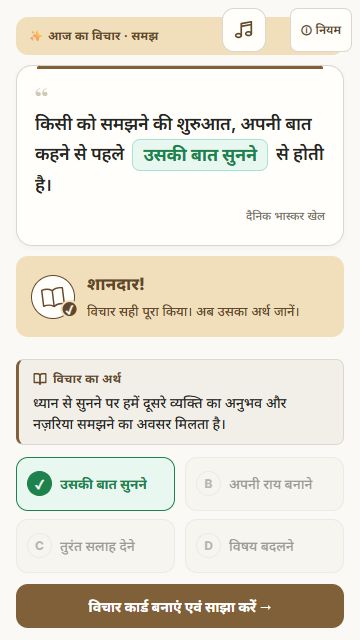 ✨ आज का विचार · समझ
ⓘ नियम
“
किसी को समझने की शुरुआत, अपनी बात
कहने से पहले उसकी बात सुनने से होती
है।
दैनिक भास्कर खेल
शानदार!
विचार सही पूरा किया। अब उसका अर्थ जानें।
विचार का अर्थ
ध्यान से सुनने पर हमें दूसरे व्यक्ति का अनुभव और
नज़रिया समझने का अवसर मिलता है।
✓ उसकी बात सुनने
B अपनी राय बनाने
C तुरंत सलाह देने
D विषय बदलने
विचार कार्ड बनाएं एवं साझा करें →